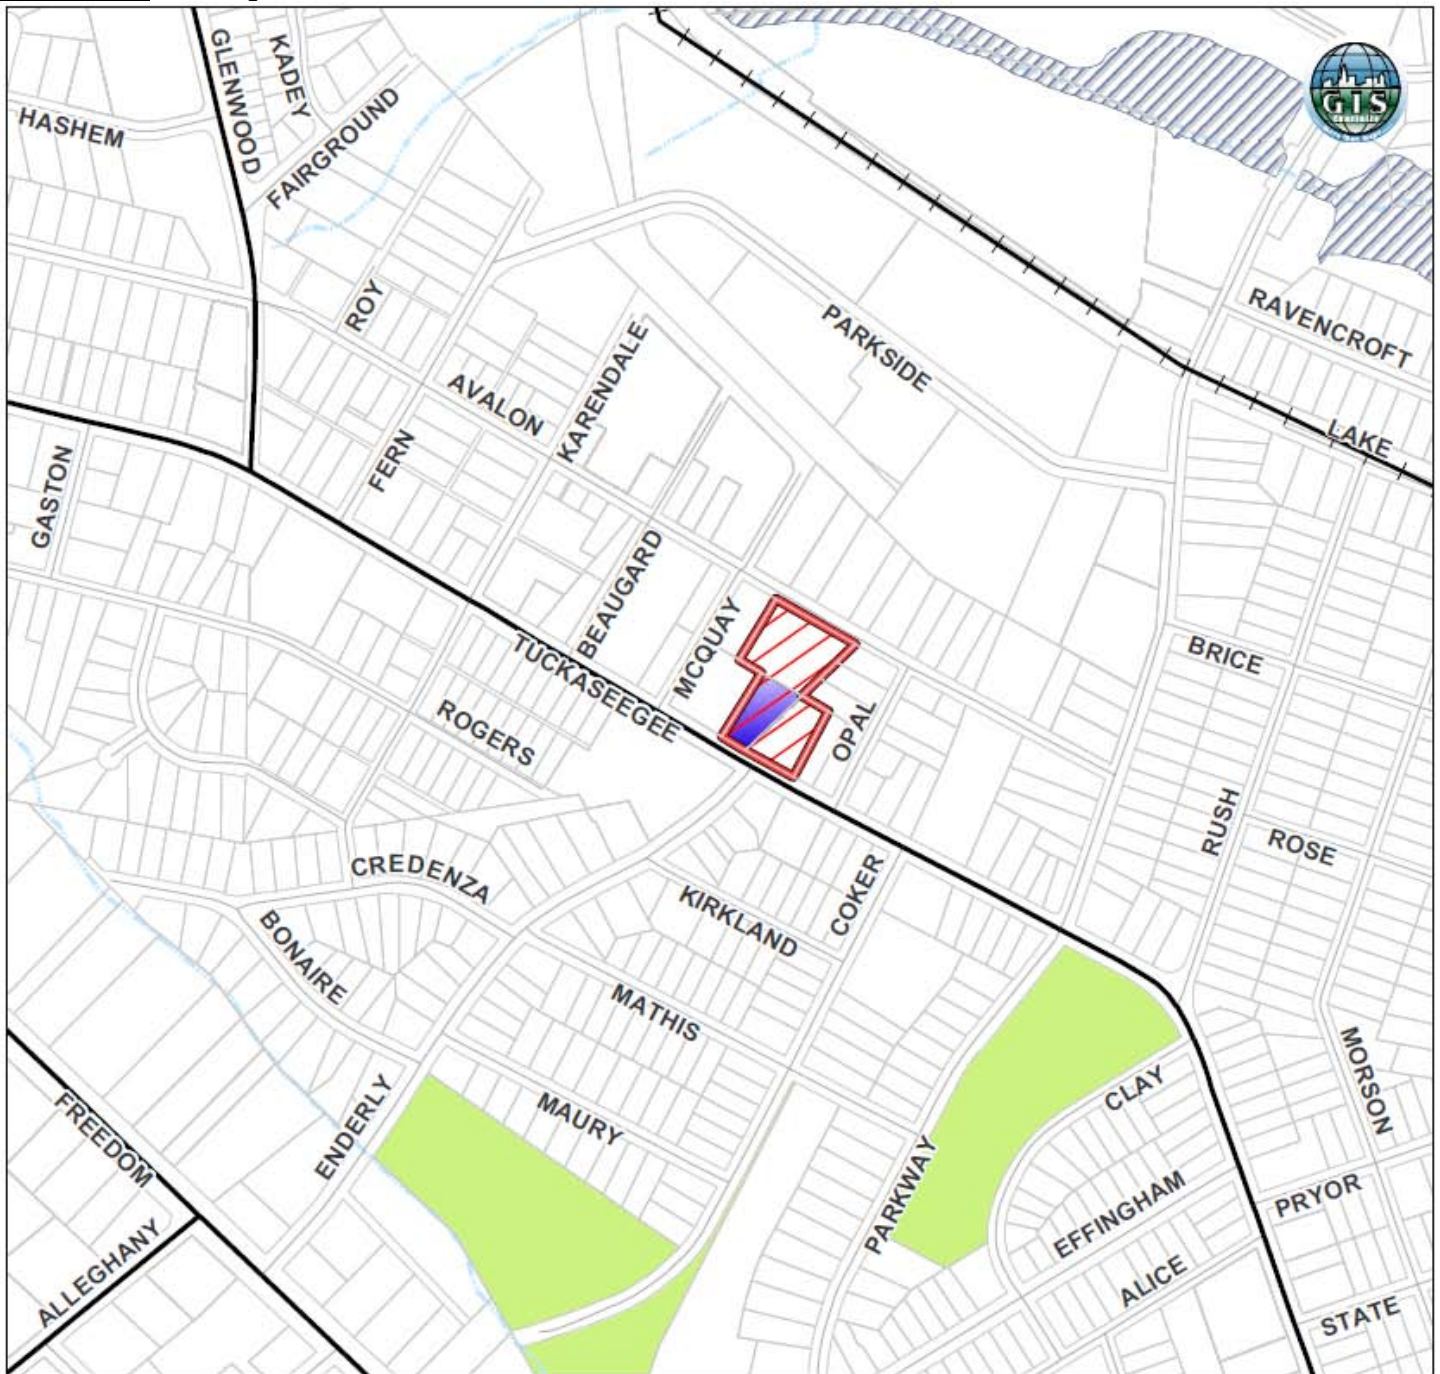 GLENWOOD
KADEY
HASHEM
FAIRGROUND
GIS
ROY
RAVENCROFT
PARKSIDE
KARENDALE
AVALON
LAKE
FERN
GASTON
BEAUGARD
MCQUAY
BRICE
TUCKASEEGEE
ROGERS
OPAL
RUSH
ROSE
CREDENZA
COKER
KIRKLAND
BONAIRE
MATHIS
MORSON
CLAY
MAURY
FREEDOM
ENDERLY
PARKWAY
EFFINGHAM
PRYOR
ALLEGHANY
ALICE
STATE